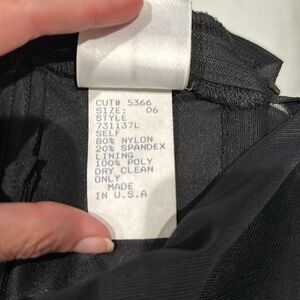 CUT# 5366
SIZE: 06
STYLE
731137L
SELF
80% NYLON
20% SPANDEX
LINING
100% POLY
DRY CLEAN
ONLY
MADE
IN U.S.A